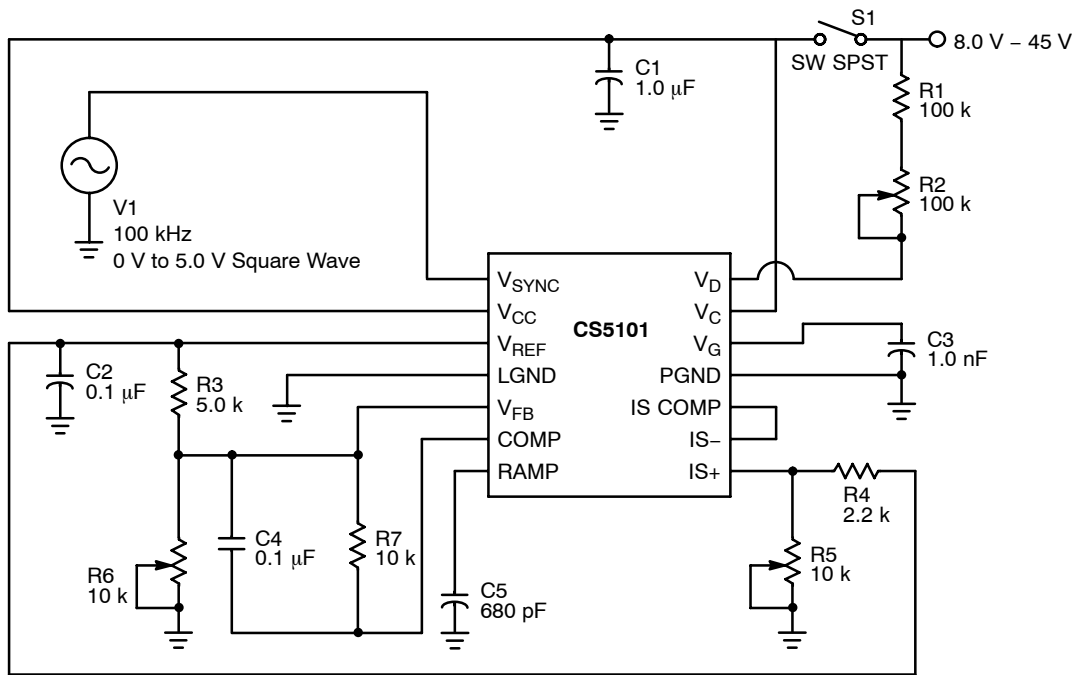 S1
8.0 V – 45 V
SW SPST
C1
1.0 μF
R1
100 k
R2
100 k
V1
100 kHz
0 V to 5.0 V Square Wave
CS5101
VSYNC
VCC
VREF
LGND
VFB
COMP
RAMP
VD
VC
VG
PGND
IS COMP
IS–
IS+
C3
1.0 nF
C2
0.1 μF
R3
5.0 k
R4
2.2 k
C4
0.1 μF
R7
10 k
R6
10 k
C5
680 pF
R5
10 k